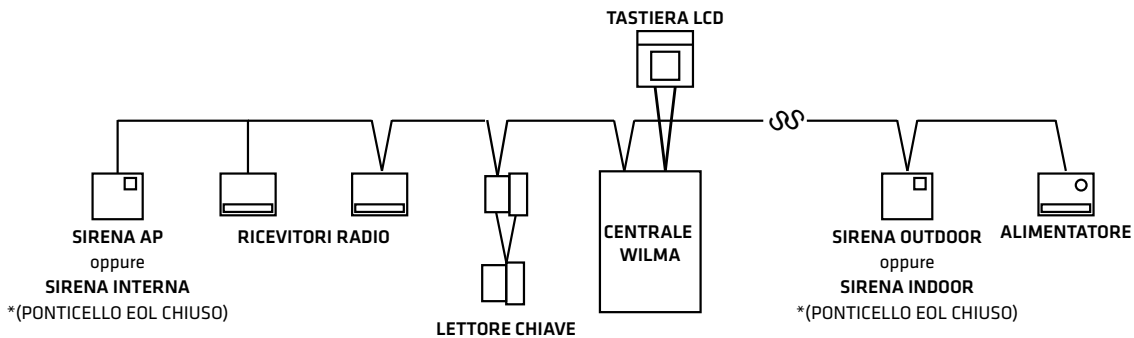 TASTIERA LCD
SIRENA AP
oppure
SIRENA INTERNA
*(PONTICELLO EOL CHIUSO)
RICEVITORI RADIO
LETTORE CHIAVE
CENTRALE
WILMA
SIRENA OUTDOOR
oppure
SIRENA INDOOR
*(PONTICELLO EOL CHIUSO)
ALIMENTATORE